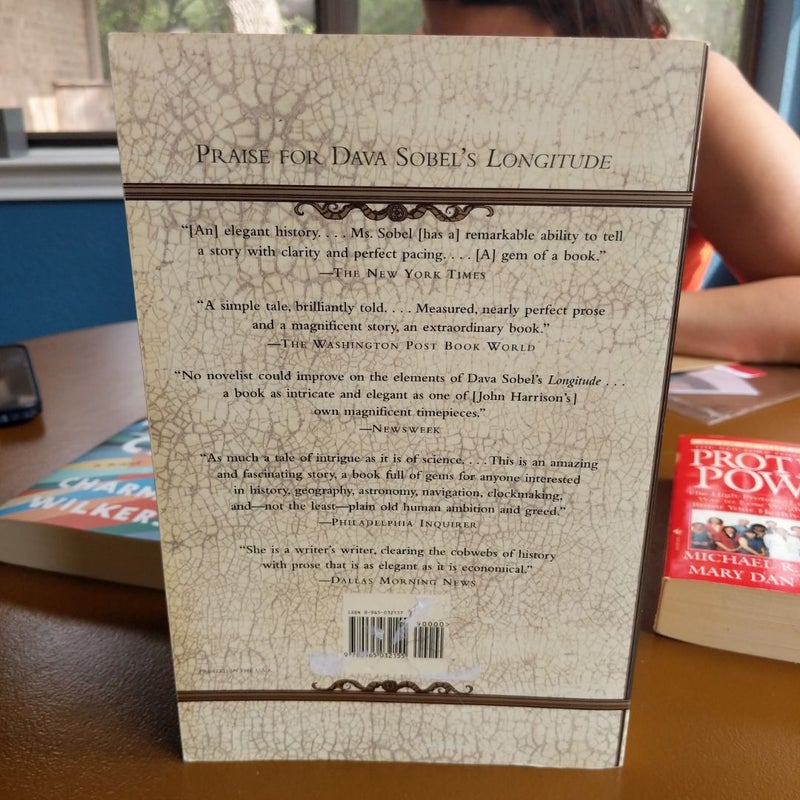 PRAISE FOR DAVA SOBEL'S LONGITUDE
"[AN] elegant history. . . . Ms. Sobel [has a] remarkable ability to tell
a story with clarity and perfect pacing. . . . [A] gem of a book."
—THE NEW YORK TIMES
"A simple tale, brilliantly told. . . . Measured, nearly perfect prose
and a magnificent story, an extraordinary book."
—THE WASHINGTON POST BOOK WORLD
"No novelist could improve on the elements of Dava Sobel's Longitude . . .
a book as intricate and elegant as one of [John Harrison's]
own magnificent timepieces."
—NEWSWEEK
"As much a tale of intrigue as it is of science. . . . This is an amazing
and fascinating story, a book full of gems for anyone interested
in history, geography, astronomy, navigation, clockmaking,
and—not the least—plain old human ambition and greed."
—PHILADELPHIA INQUIRER
"She is a writer's writer, clearing the cobwebs of history
with prose that is as elegant as it is economical."
—DALLAS MORNING NEWS
90000>
PRINTED IN THE U.S.A.
CHARM
WILKER
PROT
POW
MICHAEL R.
MARY DAN